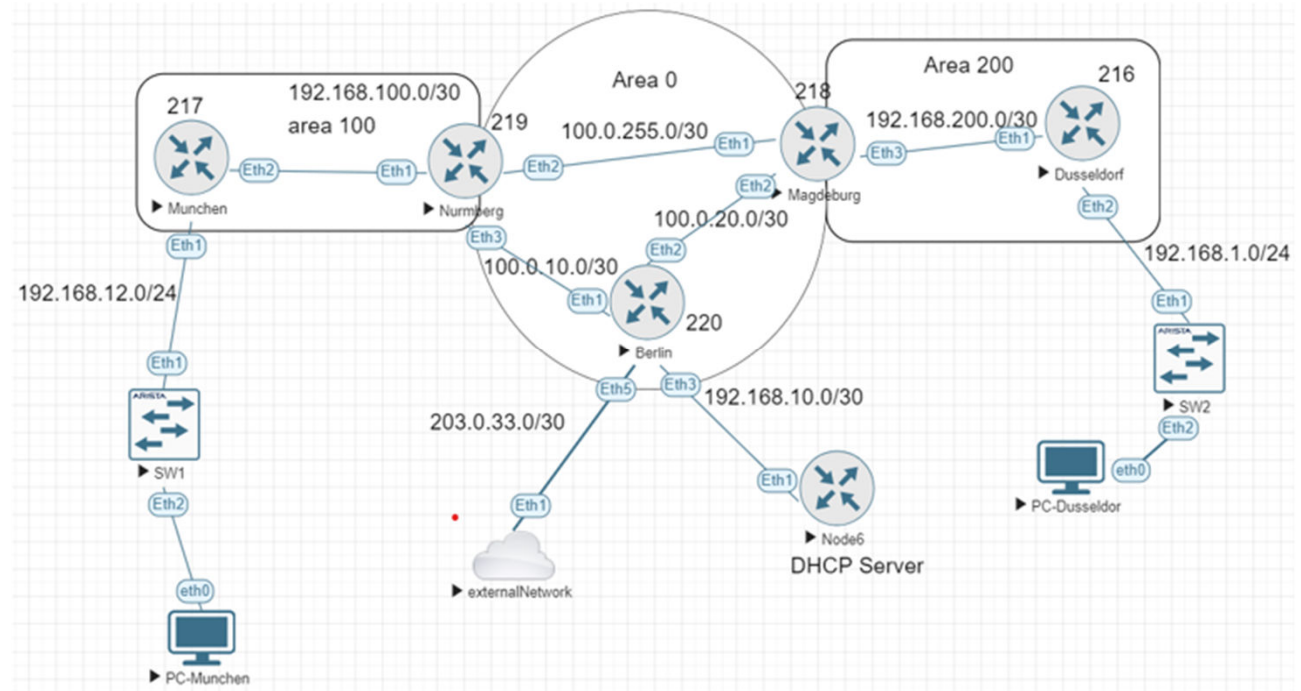 Area 0
Area 200
217
192.168.100.0/30
area 100
219
218
216
100.0.255.0/30
192.168.200.0/30
Eth2
Eth1
Eth2
Eth1
Eth3
Eth1
Munchen
Nurmberg
Magdeburg
Dusseldorf
Eth1
Eth3
Eth2
Eth2
100.0.20.0/30
Eth2
100.0.10.0/30
192.168.1.0/24
192.168.12.0/24
Eth1
220
Eth1
Berlin
ARISTA
Eth1
Eth5
Eth3
192.168.10.0/30
203.0.33.0/30
ARISTA
SW2
Eth2
SW1
Eth2
Eth1
Eth1
eth0
PC-Dusseldor
Node6
DHCP Server
externalNetwork
eth0
PC-Munchen